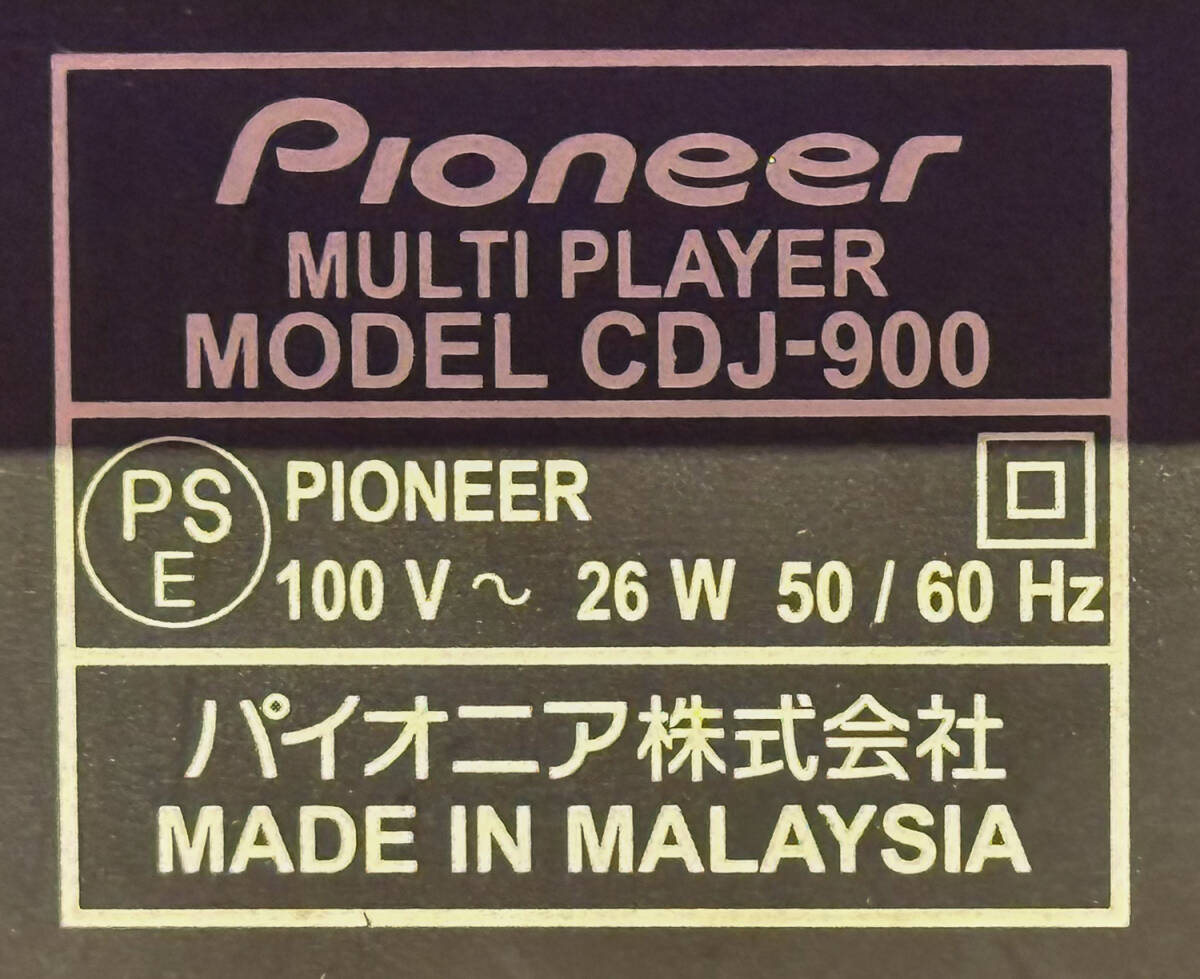 Pioneer
MULTI PLAYER
MODEL CDJ-900
PS
E
PIONEER
100 V ~ 26 W 50 / 60 Hz
パイオニア株式会社
MADE IN MALAYSIA